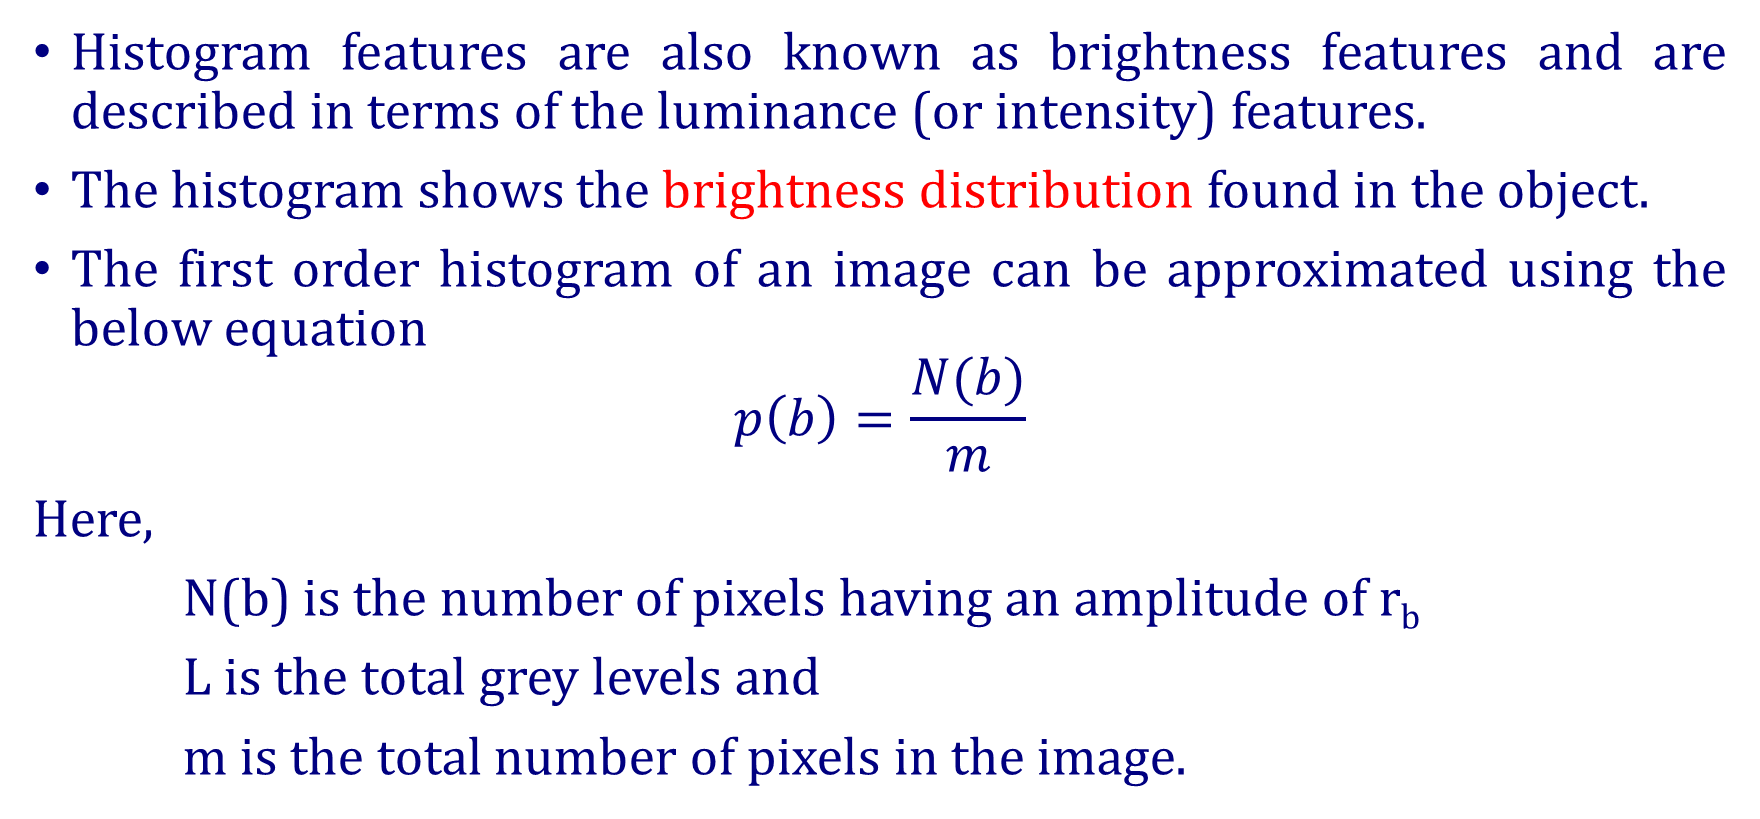 • Histogram features are also known as brightness features and are
described in terms of the luminance (or intensity) features.
• The histogram shows the brightness distribution found in the object.
• The first order histogram of an image can be approximated using the
below equation
p(b) = N(b)/m
Here,
N(b) is the number of pixels having an amplitude of r_b
L is the total grey levels and
m is the total number of pixels in the image.